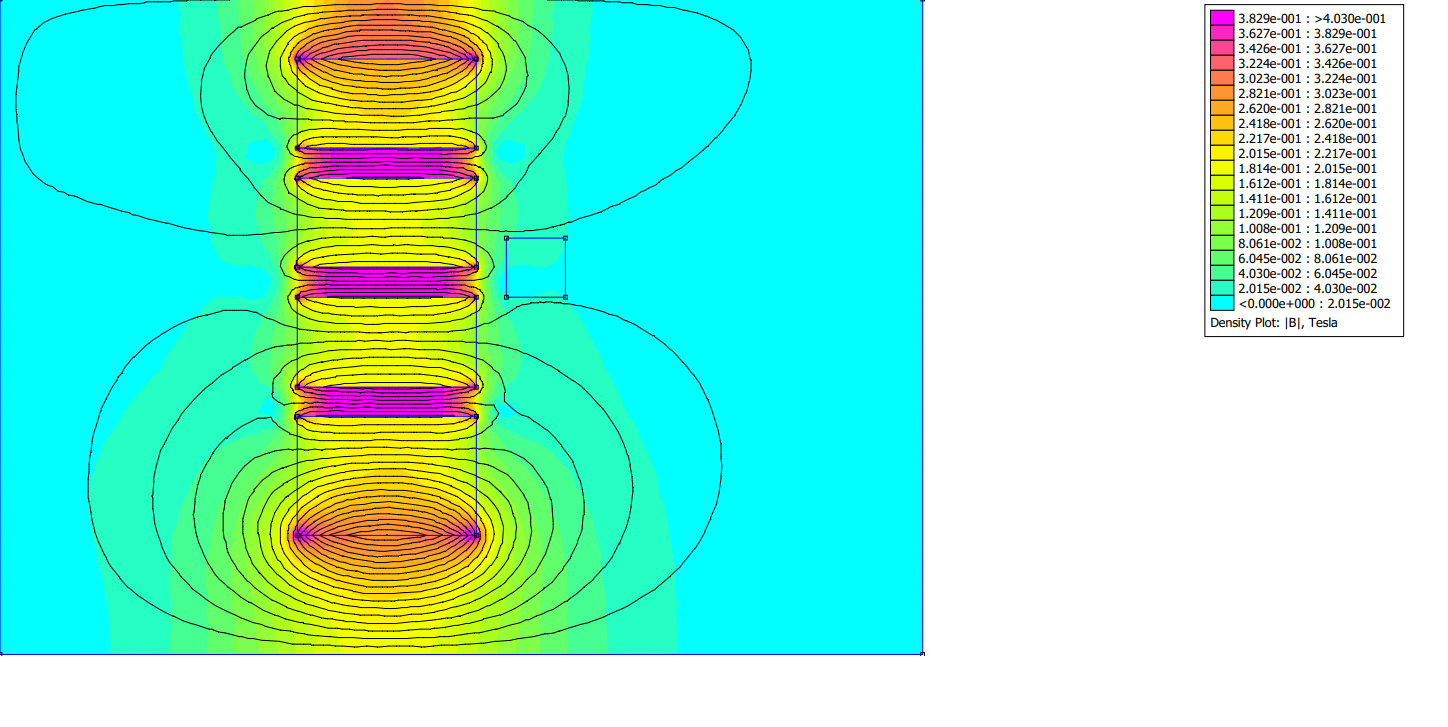 3.829e-001 : >4.030e-001
3.627e-001 : 3.829e-001
3.426e-001 : 3.627e-001
3.224e-001 : 3.426e-001
3.023e-001 : 3.224e-001
2.821e-001 : 3.023e-001
2.620e-001 : 2.821e-001
2.418e-001 : 2.620e-001
2.217e-001 : 2.418e-001
2.015e-001 : 2.217e-001
1.814e-001 : 2.015e-001
1.612e-001 : 1.814e-001
1.411e-001 : 1.612e-001
1.209e-001 : 1.411e-001
1.008e-001 : 1.209e-001
8.061e-002 : 1.008e-001
6.045e-002 : 8.061e-002
4.030e-002 : 6.045e-002
2.015e-002 : 4.030e-002
<0.000e+000 : 2.015e-002
Density Plot: |B|, Tesla